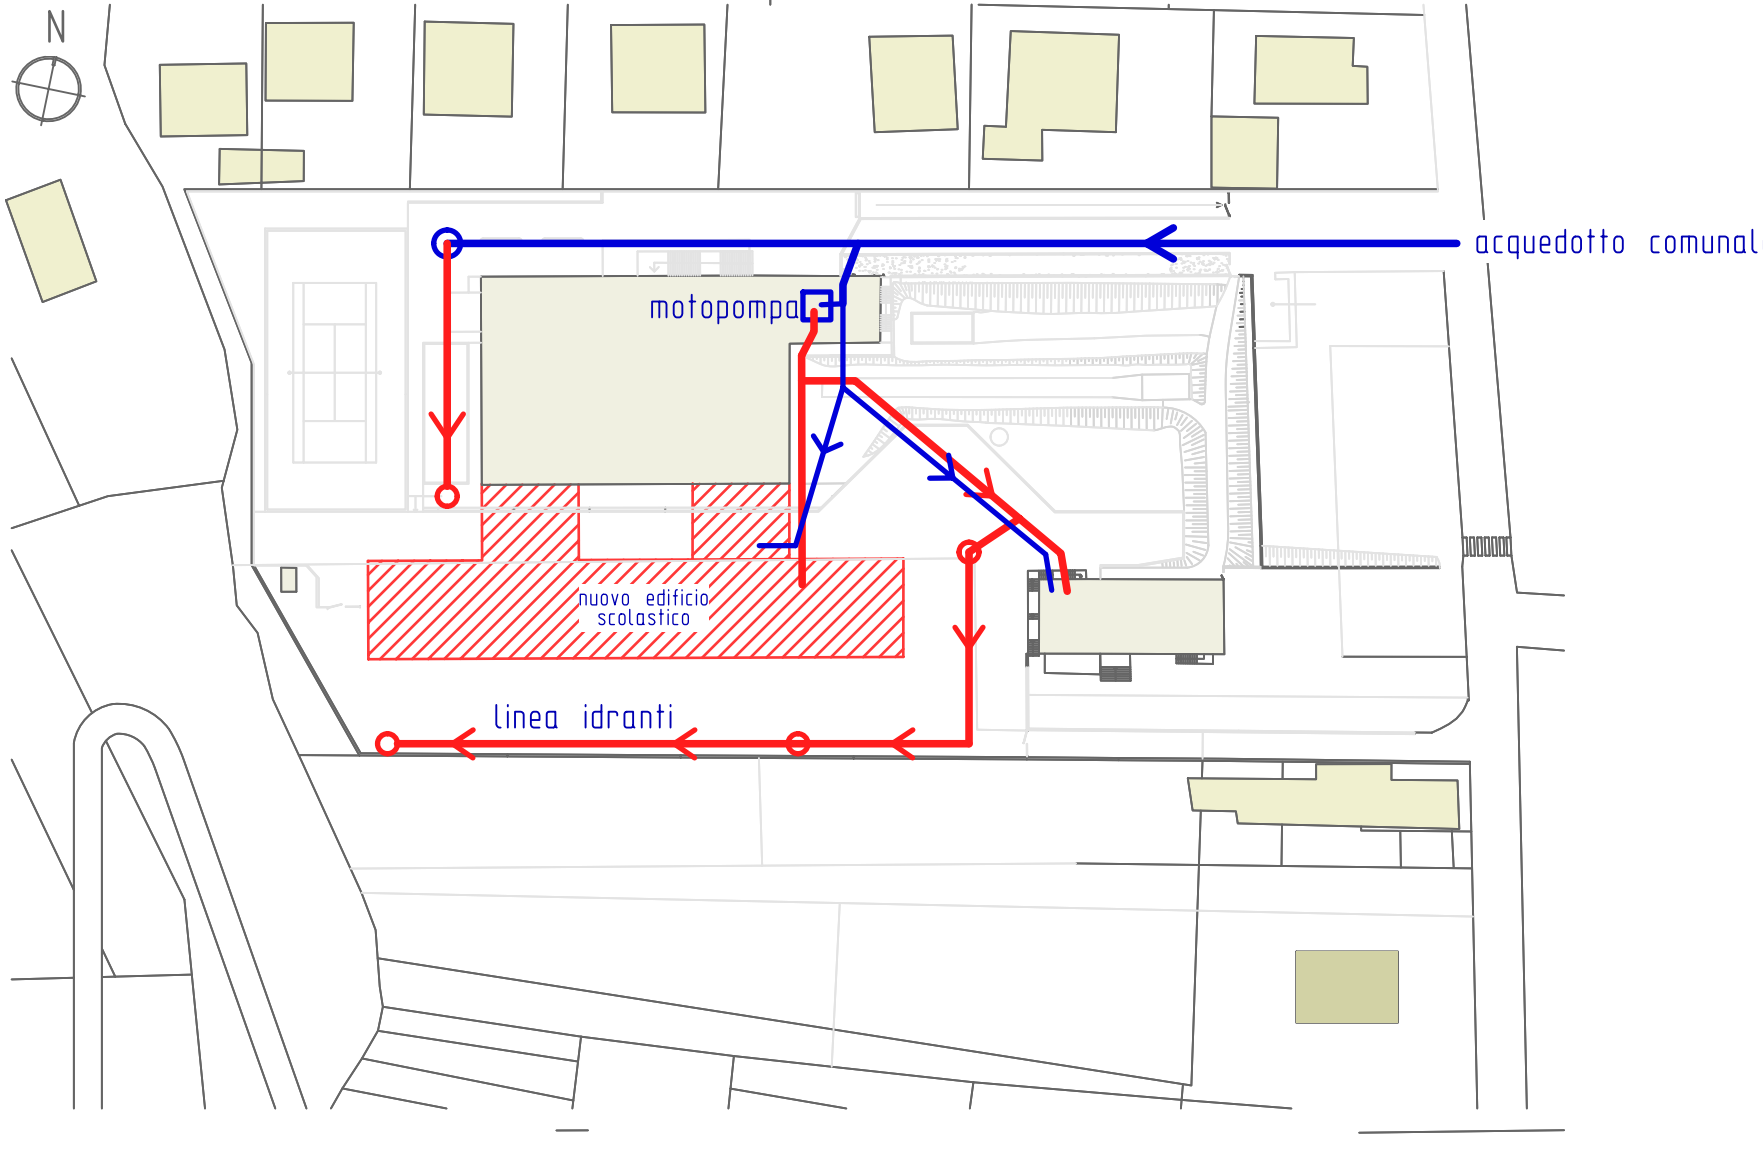 N
acquedotto comunal
motopompa
nuovo edificio
scolastico
linea idranti